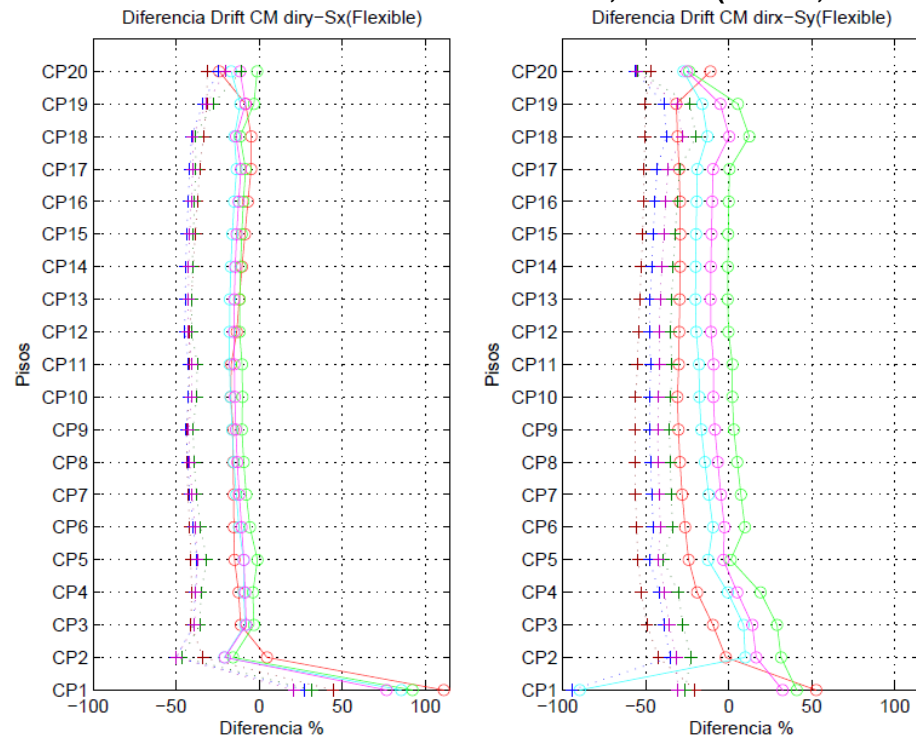 Diferencia Drift CM diry-Sx(Flexible)
CP20
CP19
CP18
CP17
CP16
CP15
CP14
CP13
CP12
CP11
CP10
CP9
CP8
CP7
CP6
CP5
CP4
CP3
CP2
CP1
Pisos
-100 -50 0 50 100
Diferencia %
Diferencia Drift CM dirx-Sy(Flexible)
CP20
CP19
CP18
CP17
CP16
CP15
CP14
CP13
CP12
CP11
CP10
CP9
CP8
CP7
CP6
CP5
CP4
CP3
CP2
CP1
Pisos
-100 -50 0 50 100
Diferencia %